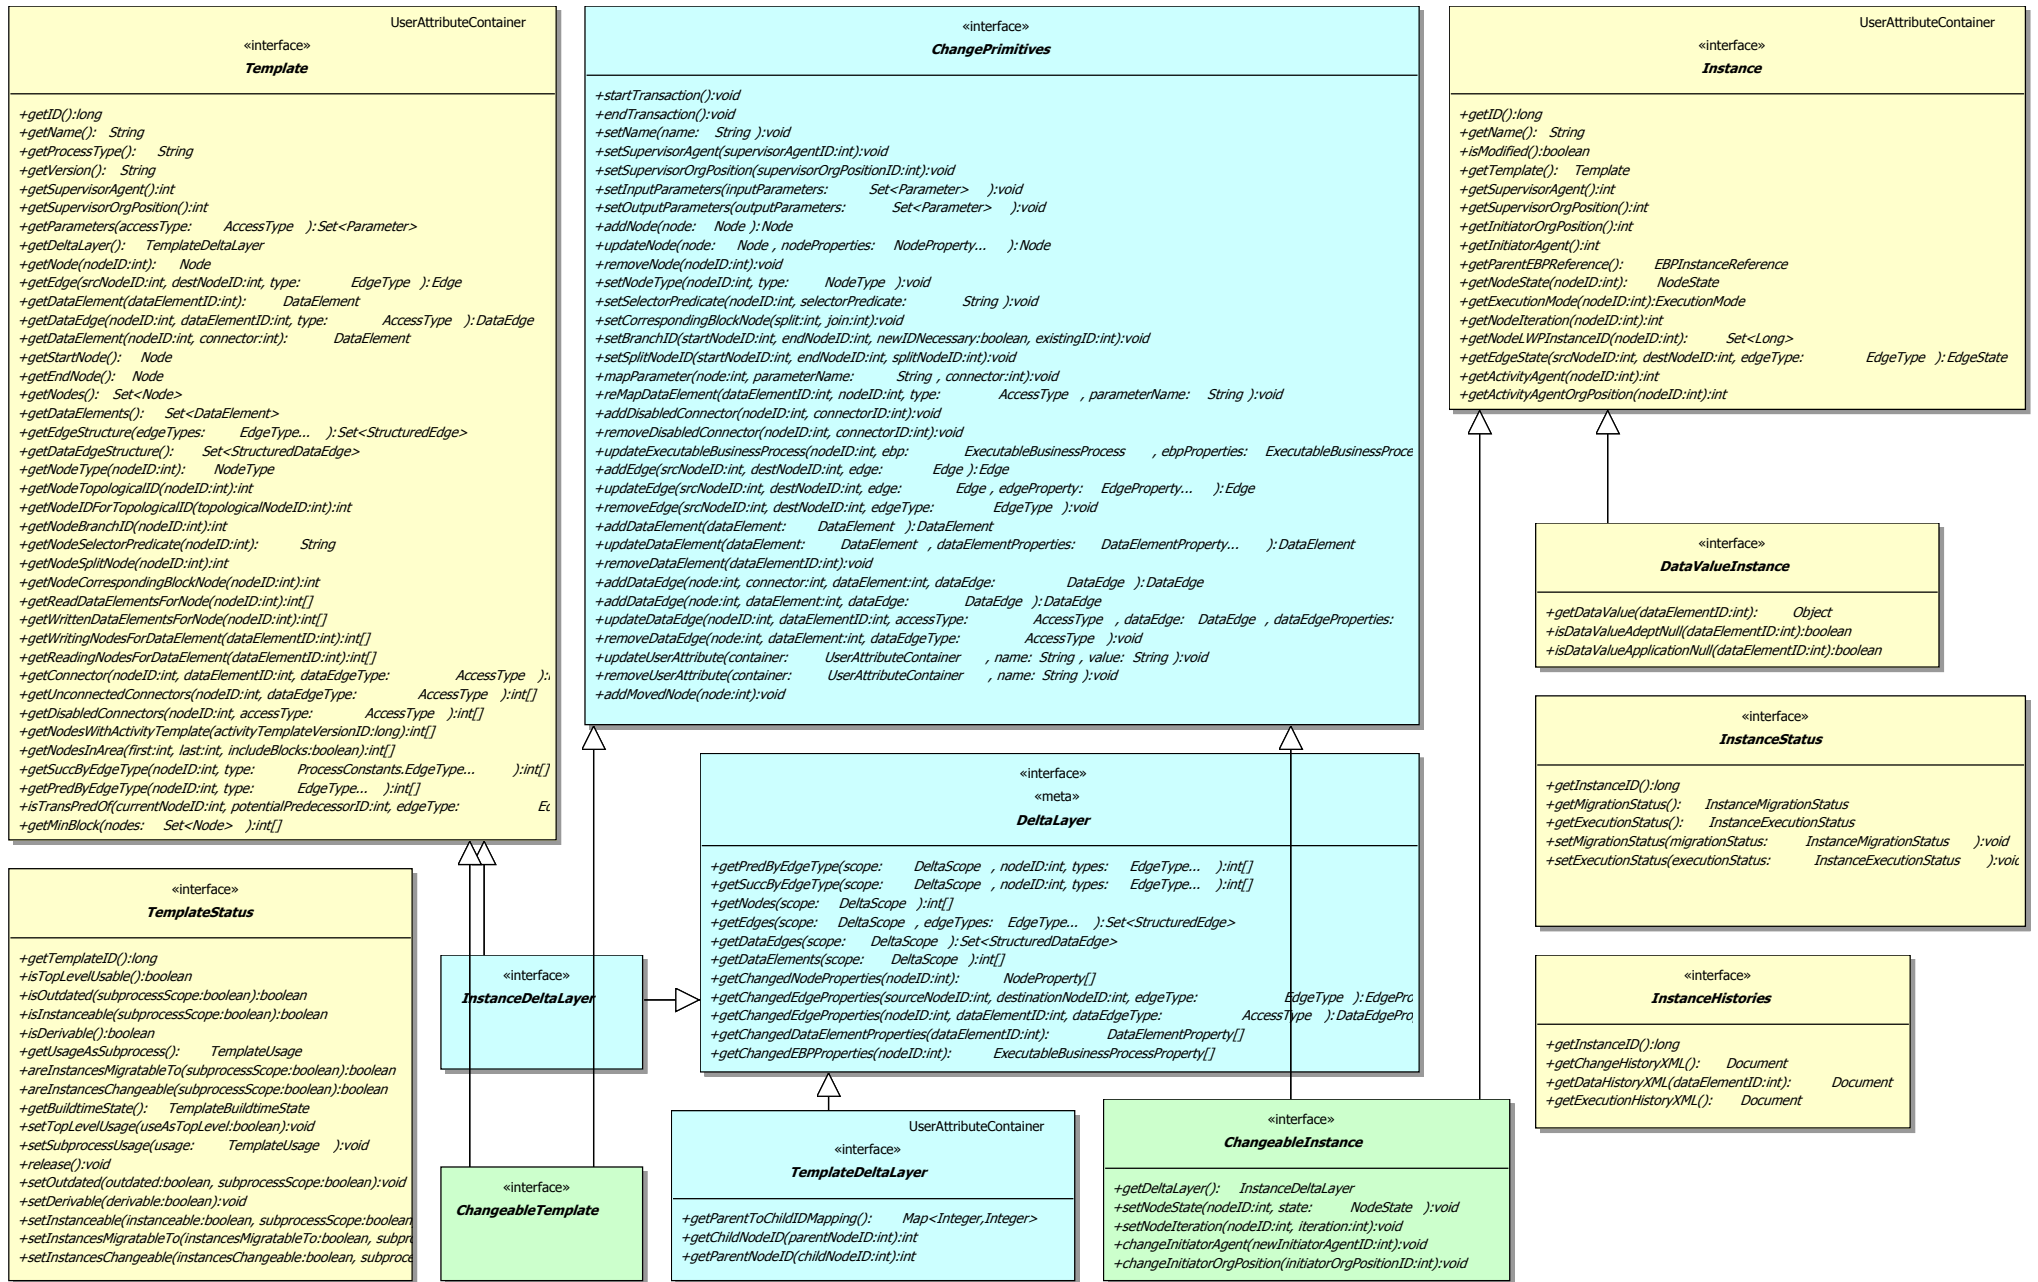 UserAttributeContainer
«interface»
Template
+getID():long
+getName(): String
+getProcessType(): String
+getVersion(): String
+getSupervisorAgent():int
+getSupervisorOrgPosition():int
+getParameters(accessType: AccessType ):Set<Parameter>
+getDeltaLayer(): TemplateDeltaLayer
+getNode(nodeID:int): Node
+getEdge(srcNodeID:int, destNodeID:int, type: EdgeType ):Edge
+getDataElement(dataElementID:int): DataElement
+getDataEdge(nodeID:int, dataElementID:int, type: AccessType ):DataEdge
+getDataElement(nodeID:int, connector:int): DataElement
+getStartNode(): Node
+getEndNode(): Node
+getNodes(): Set<Node>
+getDataElements(): Set<DataElement>
+getEdgeStructure(edgeTypes: EdgeType... ):Set<StructuredEdge>
+getDataEdgeStructure(): Set<StructuredDataEdge>
+getNodeType(nodeID:int): NodeType
+getNodeTopologicalID(nodeID:int):int
+getNodeIDForTopologicalID(topologicalNodeID:int):int
+getNodeBranchID(nodeID:int):int
+getNodeSelectorPredicate(nodeID:int): String
+getNodeSplitNode(nodeID:int):int
+getNodeCorrespondingBlockNode(nodeID:int):int
+getReadDataElementsForNode(nodeID:int):int[]
+getWrittenDataElementsForNode(nodeID:int):int[]
+getWritingNodesForDataElement(dataElementID:int):int[]
+getReadingNodesForDataElement(dataElementID:int):int[]
+getConnector(nodeID:int, dataElementID:int, dataEdgeType: AccessType ):
+getUnconnectedConnectors(nodeID:int, dataEdgeType: AccessType ):int[]
+getDisabledConnectors(nodeID:int, accessType: AccessType ):int[]
+getNodesWithActivityTemplate(activityTemplateVersionID:long):int[]
+getNodesInArea(first:int, last:int, includeBlocks:boolean):int[]
+getSuccByEdgeType(nodeID:int, type: ProcessConstants.EdgeType... ):int[]
+getPredByEdgeType(nodeID:int, type: EdgeType... ):int[]
+isTransPredOf(currentNodeID:int, potentialPredecessorID:int, edgeType:
+getMinBlock(nodes: Set<Node> ):int[]
«interface»
ChangePrimitives
+startTransaction():void
+endTransaction():void
+setName(name: String ):void
+setSupervisorAgent(supervisorAgentID:int):void
+setSupervisorOrgPosition(supervisorOrgPositionID:int):void
+setInputParameters(inputParameters: Set<Parameter> ):void
+setOutputParameters(outputParameters: Set<Parameter> ):void
+addNode(node: Node ):Node
+updateNode(node: Node , nodeProperties: NodeProperty... ):Node
+removeNode(nodeID:int):void
+setNodeType(nodeID:int, type: NodeType ):void
+setSelectorPredicate(nodeID:int, selectorPredicate: String ):void
+setCorrespondingBlockNode(split:int, join:int):void
+setBranchID(startNodeID:int, endNodeID:int, newIDNecessary:boolean, existingID:int):void
+setSplitNodeID(startNodeID:int, endNodeID:int, splitNodeID:int):void
+mapParameter(node:int, parameterName: String , connector:int):void
+reMapDataElement(dataElementID:int, nodeID:int, type: AccessType , parameterName: String ):void
+addDisabledConnector(nodeID:int, connectorID:int):void
+removeDisabledConnector(nodeID:int, connectorID:int):void
+updateExecutableBusinessProcess(nodeID:int, ebp: ExecutableBusinessProcess , ebpProperties: ExecutableBusinessProce
+addEdge(srcNodeID:int, destNodeID:int, edge: Edge ):Edge
+updateEdge(srcNodeID:int, destNodeID:int, edge: Edge , edgeProperty: EdgeProperty... ):Edge
+removeEdge(srcNodeID:int, destNodeID:int, edgeType: EdgeType ):void
+addDataElement(dataElement: DataElement ):DataElement
+updateDataElement(dataElement: DataElement , dataElementProperties: DataElementProperty... ):DataElement
+removeDataElement(dataElementID:int):void
+addDataEdge(node:int, connector:int, dataElement:int, dataEdge: DataEdge ):DataEdge
+addDataEdge(node:int, dataElement:int, dataEdge: DataEdge ):DataEdge
+updateDataEdge(nodeID:int, dataElementID:int, accessType: AccessType , dataEdge: DataEdge , dataEdgeProperties:
+removeDataEdge(node:int, dataElement:int, dataEdgeType: AccessType ):void
+updateUserAttribute(container: UserAttributeContainer , name: String , value: String ):void
+removeUserAttribute(container: UserAttributeContainer , name: String ):void
+addMovedNode(node:int):void
UserAttributeContainer
«interface»
Instance
+getID():long
+getName(): String
+isModified():boolean
+getTemplate(): Template
+getSupervisorAgent():int
+getSupervisorOrgPosition():int
+getInitiatorOrgPosition():int
+getInitiatorAgent():int
+getParentEBPReference(): EBPInstanceReference
+getNodeState(nodeID:int): NodeState
+getExecutionMode(nodeID:int):ExecutionMode
+getNodeIteration(nodeID:int):int
+getNodeLWPInstanceID(nodeID:int): Set<Long>
+getEdgeState(srcNodeID:int, destNodeID:int, edgeType: EdgeType ):EdgeState
+getActivityAgent(nodeID:int):int
+getActivityAgentOrgPosition(nodeID:int):int
«interface»
DataValueInstance
+getDataValue(dataElementID:int): Object
+isDataValueAdeptNull(dataElementID:int):boolean
+isDataValueApplicationNull(dataElementID:int):boolean
«interface»
InstanceStatus
+getInstanceID():long
+getMigrationStatus(): InstanceMigrationStatus
+getExecutionStatus(): InstanceExecutionStatus
+setMigrationStatus(migrationStatus: InstanceMigrationStatus ):void
+setExecutionStatus(executionStatus: InstanceExecutionStatus ):void
«interface»
«meta»
DeltaLayer
+getPredByEdgeType(scope: DeltaScope , nodeID:int, types: EdgeType... ):int[]
+getSuccByEdgeType(scope: DeltaScope , nodeID:int, types: EdgeType... ):int[]
+getNodes(scope: DeltaScope ):int[]
+getEdges(scope: DeltaScope , edgeTypes: EdgeType... ):Set<StructuredEdge>
+getDataEdges(scope: DeltaScope ):Set<StructuredDataEdge>
+getDataElements(scope: DeltaScope ):int[]
+getChangedNodeProperties(nodeID:int): NodeProperty[]
+getChangedEdgeProperties(sourceNodeID:int, destinationNodeID:int, edgeType: EdgeType ):EdgePro
+getChangedEdgeProperties(nodeID:int, dataElementID:int, dataEdgeType: AccessType ):DataEdgePro
+getChangedDataElementProperties(dataElementID:int): DataElementProperty[]
+getChangedEBPProperties(nodeID:int): ExecutableBusinessProcessProperty[]
«interface»
TemplateStatus
+getTemplateID():long
+isTopLevelUsable():boolean
+isOutdated(subprocessScope:boolean):boolean
+isInstanceable(subprocessScope:boolean):boolean
+isDerivable():boolean
+getUsageAsSubprocess(): TemplateUsage
+areInstancesMigratableTo(subprocessScope:boolean):boolean
+areInstancesChangeable(subprocessScope:boolean):boolean
+getBuildtimeState(): TemplateBuildtimeState
+setTopLevelUsage(useAsTopLevel:boolean):void
+setSubprocessUsage(usage: TemplateUsage ):void
+release():void
+setOutdated(outdated:boolean, subprocessScope:boolean):void
+setDerivable(derivable:boolean):void
+setInstanceable(instanceable:boolean, subprocessScope:boolean
+setInstancesMigratableTo(instancesMigratableTo:boolean, subpr
+setInstancesChangeable(instancesChangeable:boolean, subproce
«interface»
InstanceDeltaLayer
«interface»
ChangeableTemplate
UserAttributeContainer
«interface»
TemplateDeltaLayer
+getParentToChildIDMapping(): Map<Integer,Integer>
+getChildNodeID(parentNodeID:int):int
+getParentNodeID(childNodeID:int):int
«interface»
ChangeableInstance
+getDeltaLayer(): InstanceDeltaLayer
+setNodeState(nodeID:int, state: NodeState ):void
+setNodeIteration(nodeID:int, iteration:int):void
+changeInitiatorAgent(newInitiatorAgentID:int):void
+changeInitiatorOrgPosition(initiatorOrgPositionID:int):void
«interface»
InstanceHistories
+getInstanceID():long
+getChangeHistoryXML(): Document
+getDataHistoryXML(dataElementID:int): Document
+getExecutionHistoryXML(): Document